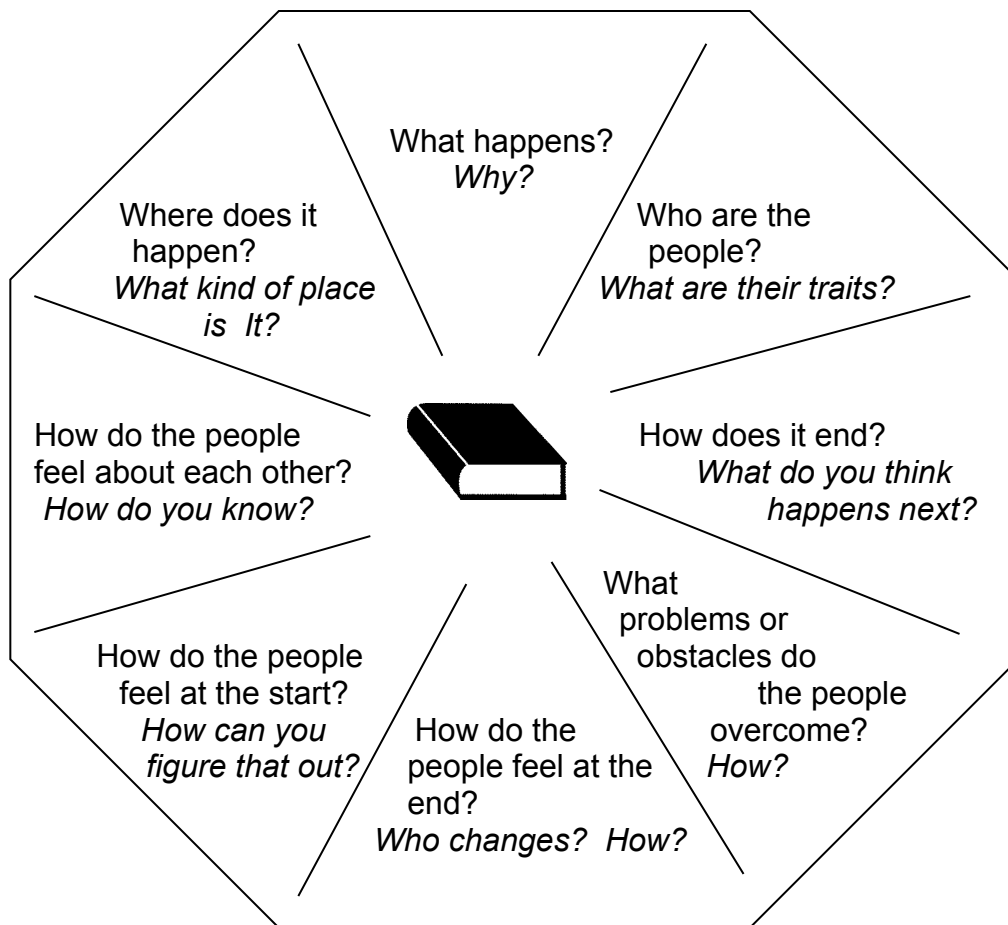 What happens?
Why?
Who are the
people?
What are their traits?
How does it end?
What do you think
happens next?
What
problems or
obstacles do
the people
overcome?
How?
How do the
people feel at the
end?
Who changes?  How?
How do the people
feel at the start?
How can you
figure that out?
How do the people
feel about each other?
How do you know?
Where does it
happen?
What kind of place
is  It?